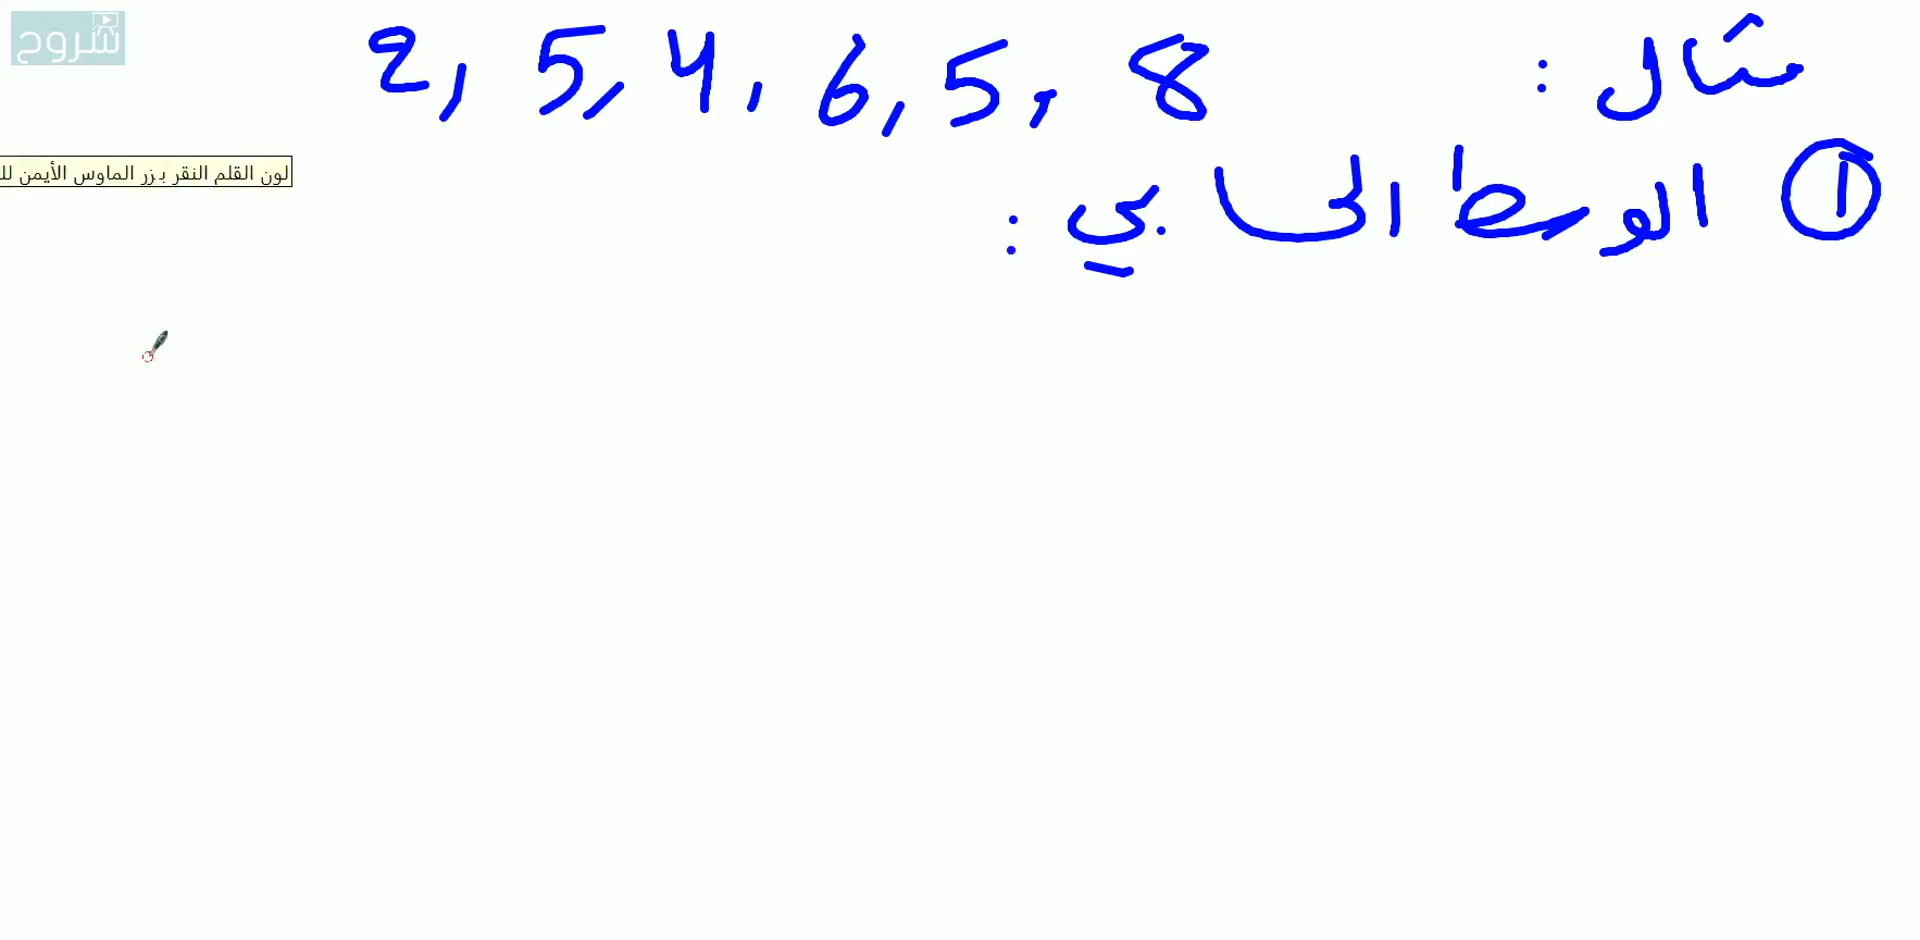 شروح
مثال : 2, 5, 4, 6, 5, 8
لون القلم النقر بزر الماوس الأيمن لل
① الوسط الحسابي :